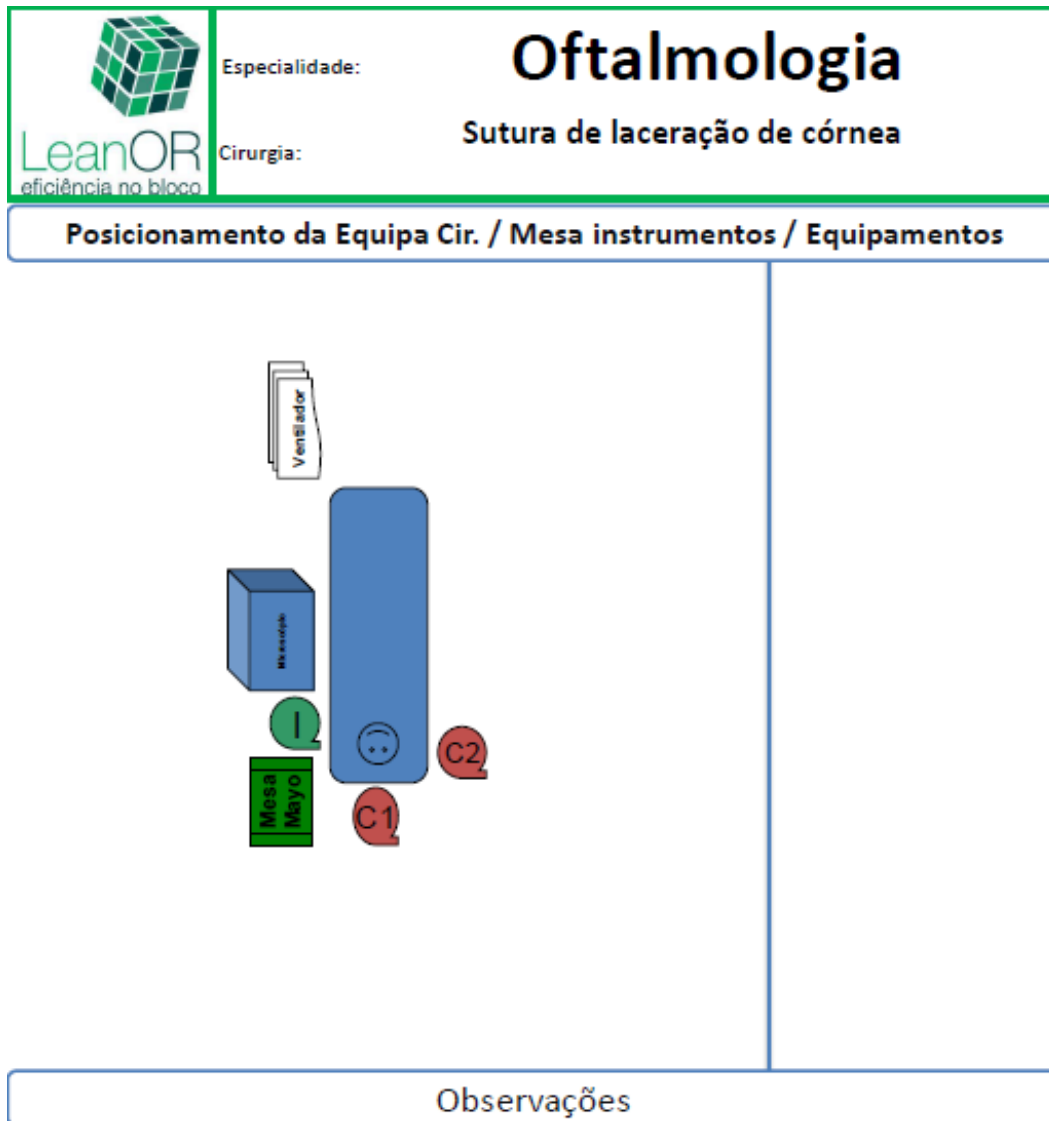 Especialidade:
Oftalmologia
LeanOR
eficiência no bloco
Cirurgia:
Sutura de laceração de córnea
Posicionamento da Equipa Cir. / Mesa instrumentos / Equipamentos
Ventilador
Microscópio
I
C2
Mesa
Mayo
C1
Observações